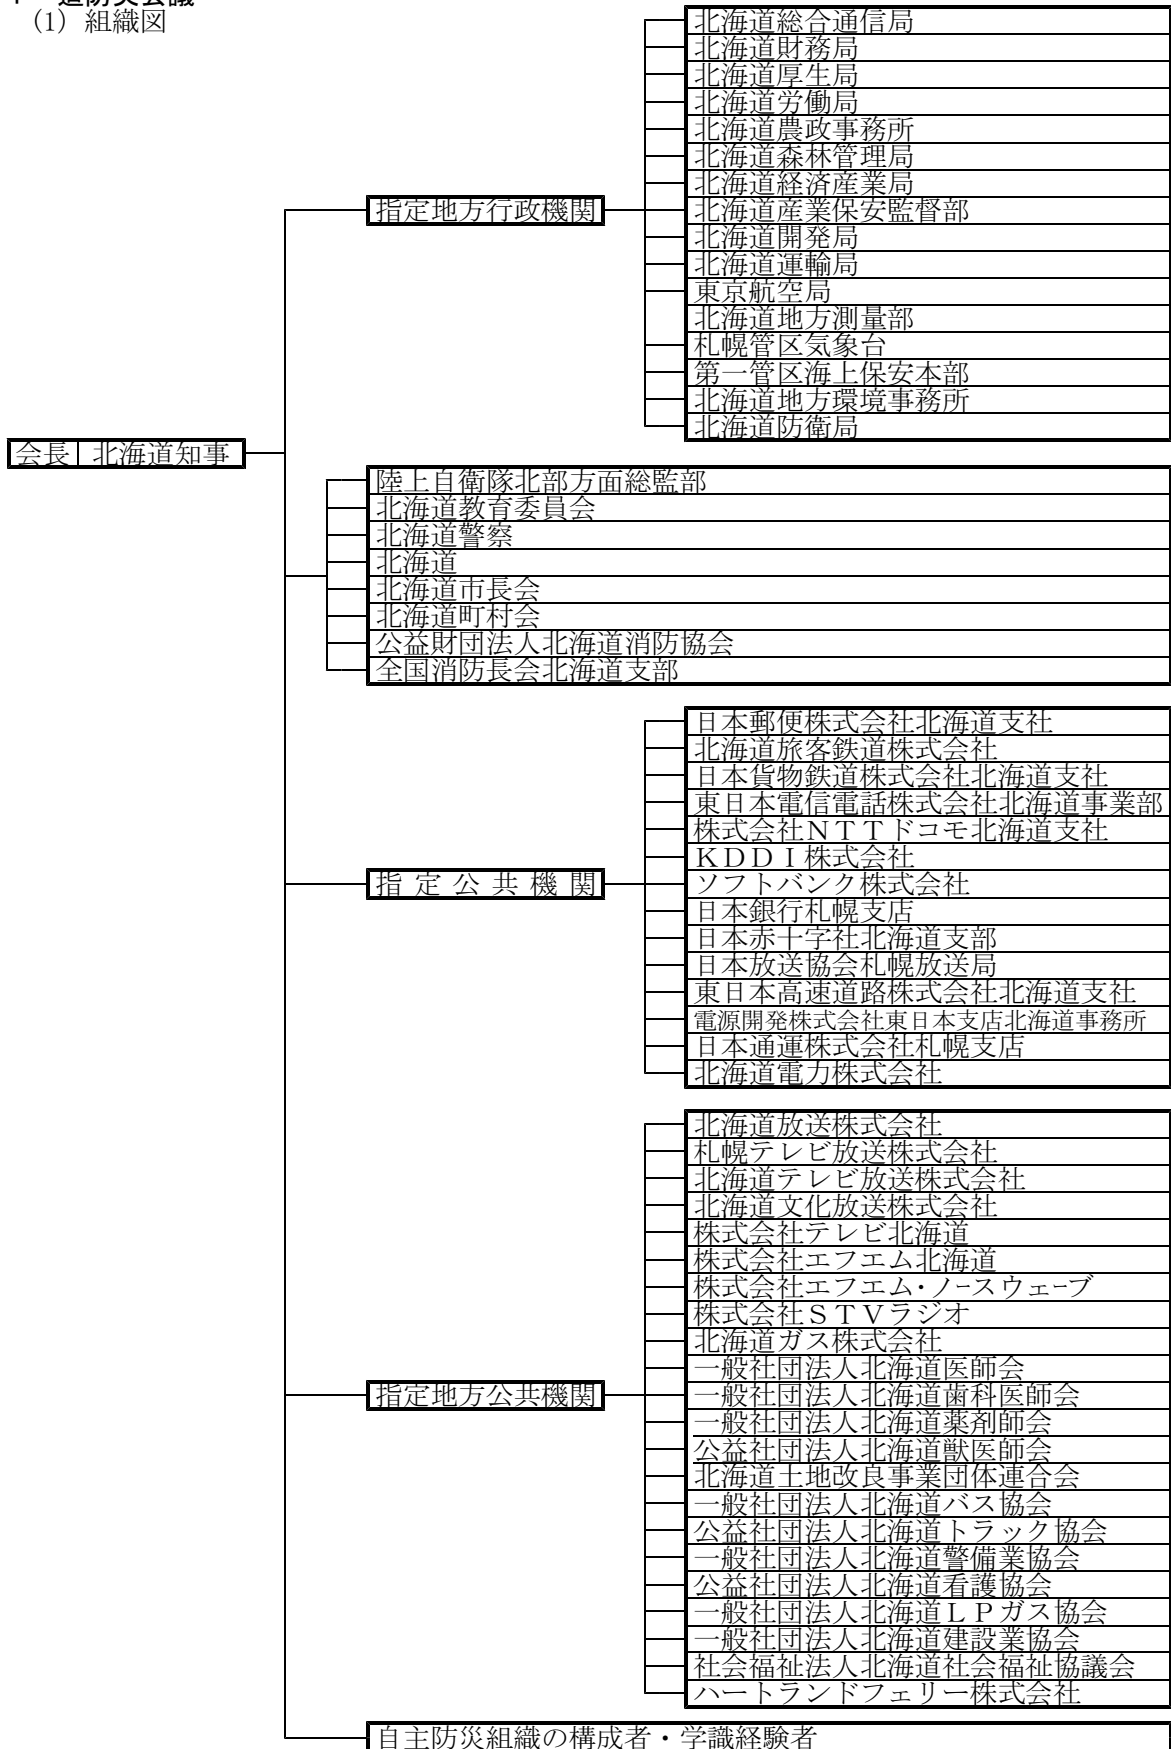 (1) 組織図
北海道総合通信局
北海道財務局
北海道厚生局
北海道労働局
北海道農政事務所
北海道森林管理局
北海道経済産業局
指定地方行政機関
北海道産業保安監督部
北海道開発局
北海道運輸局
東京航空局
北海道地方測量部
札幌管区気象台
第一管区海上保安本部
北海道地方環境事務所
北海道防衛局
会長 北海道知事
陸上自衛隊北部方面総監部
北海道教育委員会
北海道警察
北海道
北海道市長会
北海道町村会
公益財団法人北海道消防協会
全国消防長会北海道支部
日本郵便株式会社北海道支社
北海道旅客鉄道株式会社
日本貨物鉄道株式会社北海道支社
東日本電信電話株式会社北海道事業部
株式会社NTTドコモ北海道支社
KDDI株式会社
指定公共機関
ソフトバンク株式会社
日本銀行札幌支店
日本赤十字社北海道支部
日本放送協会札幌放送局
東日本高速道路株式会社北海道支社
電源開発株式会社東日本支店北海道事務所
日本通運株式会社札幌支店
北海道電力株式会社
北海道放送株式会社
札幌テレビ放送株式会社
北海道テレビ放送株式会社
北海道文化放送株式会社
株式会社テレビ北海道
株式会社エフエム北海道
株式会社エフエム・ノースウェーブ
株式会社STVラジオ
北海道ガス株式会社
一般社団法人北海道医師会
指定地方公共機関
一般社団法人北海道歯科医師会
一般社団法人北海道薬剤師会
公益社団法人北海道獣医師会
北海道土地改良事業団体連合会
一般社団法人北海道バス協会
公益社団法人北海道トラック協会
一般社団法人北海道警備業協会
公益社団法人北海道看護協会
一般社団法人北海道LPガス協会
一般社団法人北海道建設業協会
社会福祉法人北海道社会福祉協議会
ハートランドフェリー株式会社
自主防災組織の構成者・学識経験者